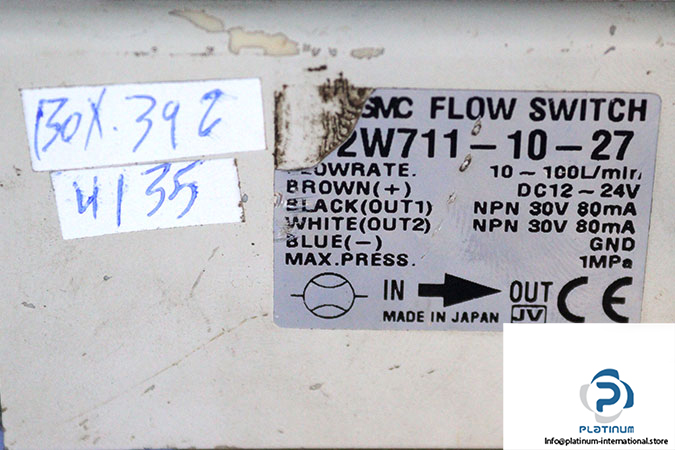 BOX.392
4135
SMC FLOW SWITCH
2W711-10-27
FLOWRATE. 10~100L/min
BROWN(+) DC12~24V
BLACK(OUT1) NPN 30V 80mA
WHITE(OUT2) NPN 30V 80mA
BLUE(-) GND
MAX.PRESS. 1MPa
IN OUT CE
MADE IN JAPAN JV
PLATINUM
Info@platinum-international.store